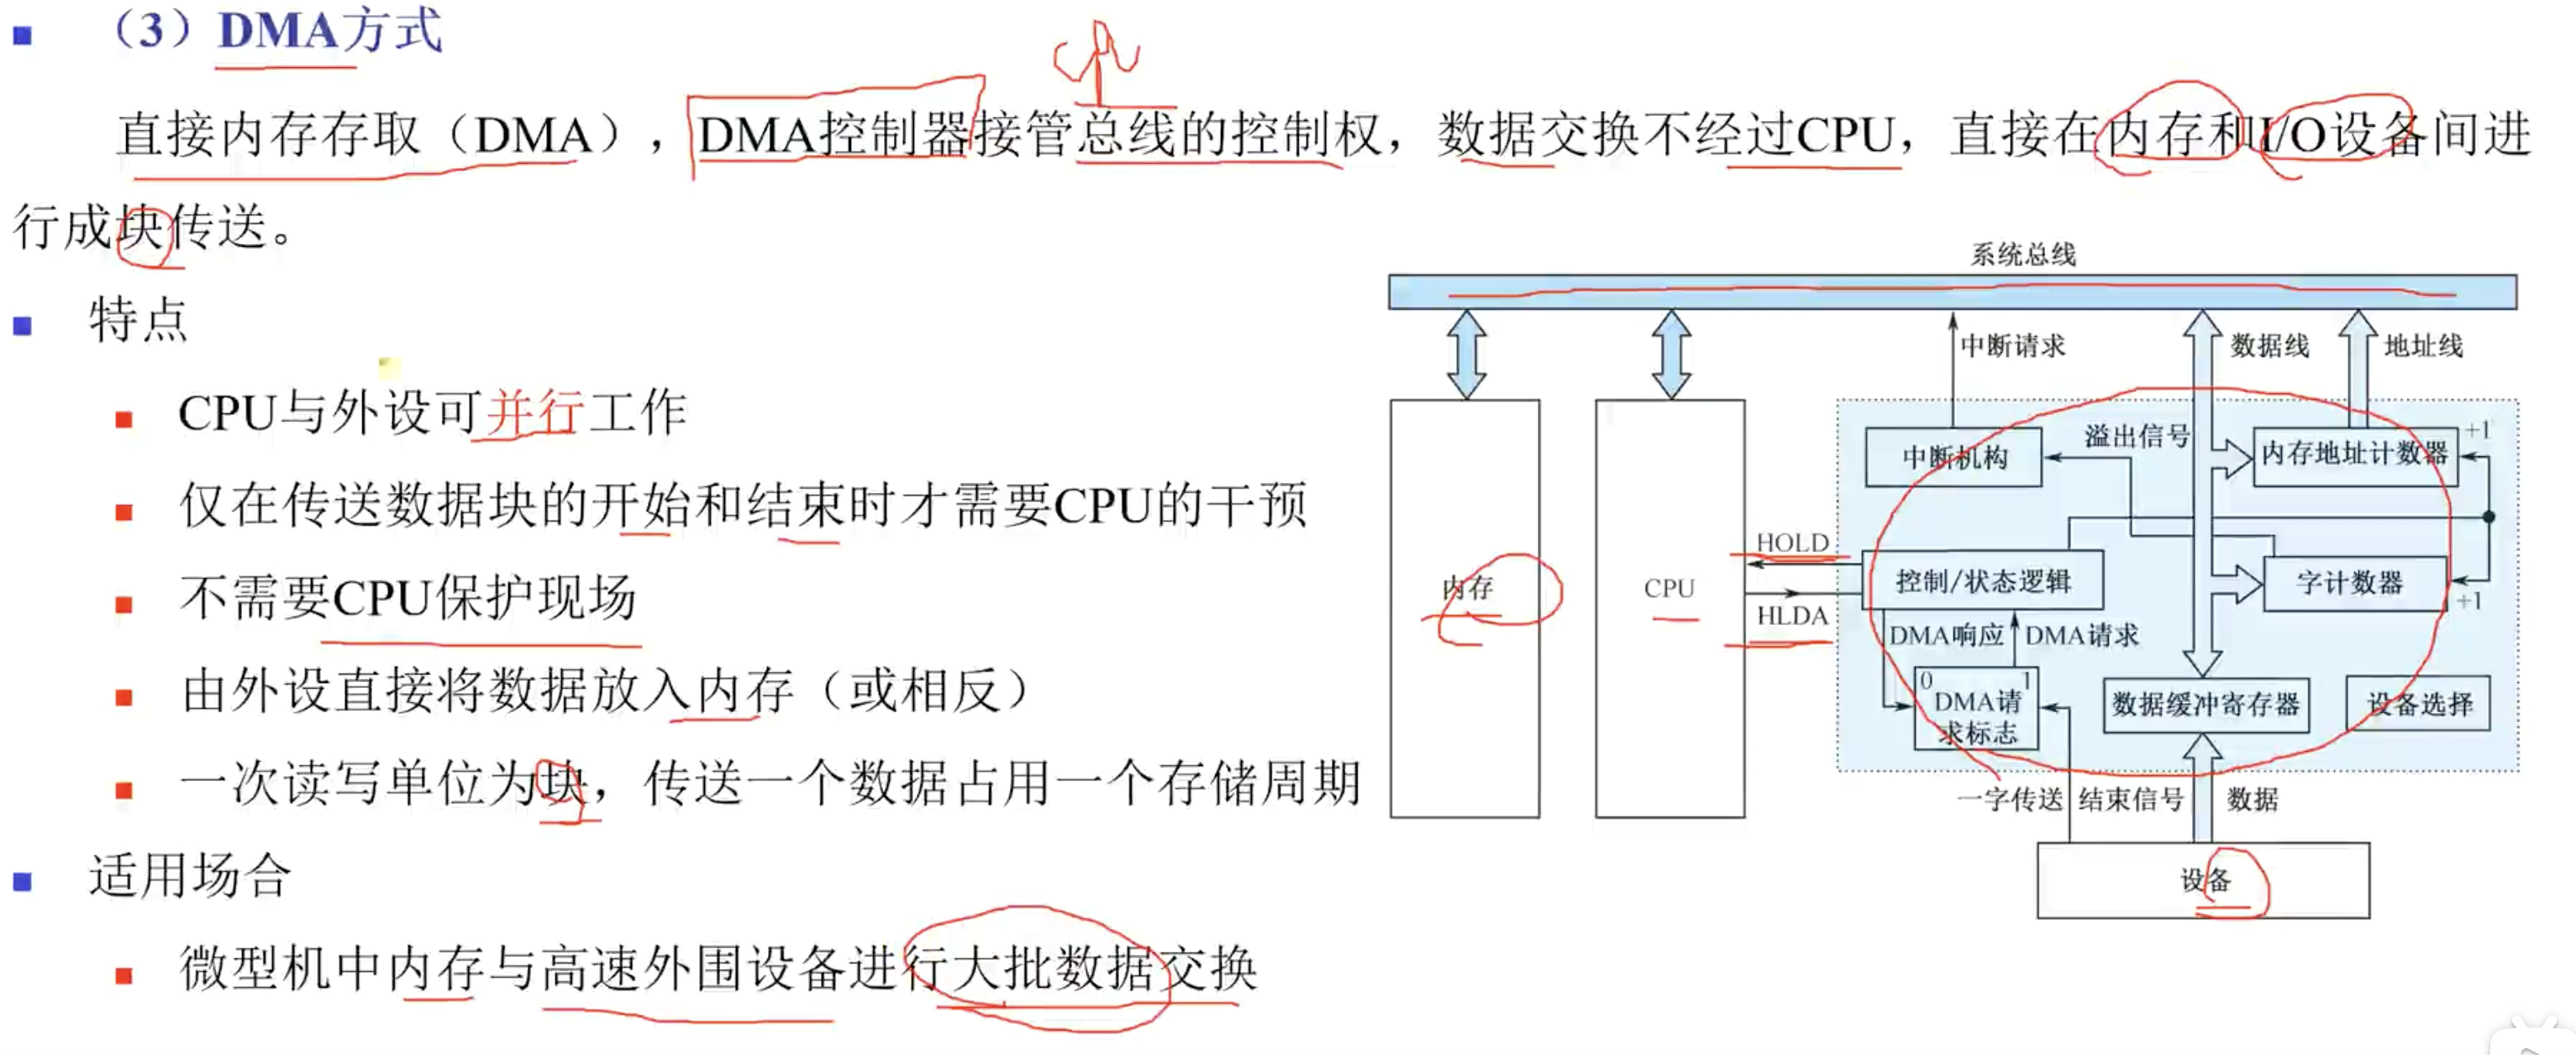 （3）DMA方式
CPU
直接内存存取（DMA），DMA控制器接管总线的控制权，数据交换不经过CPU，直接在内存和I/O设备间进
行成块传送。
特点
CPU与外设可并行工作
仅在传送数据块的开始和结束时才需要CPU的干预
不需要CPU保护现场
由外设直接将数据放入内存（或相反）
一次读写单位为块，传送一个数据占用一个存储周期
适用场合
微型机中内存与高速外围设备进行大批数据交换
系统总线
中断请求
数据线
地址线
中断机构
溢出信号
内存地址计数器
+1
内存
CPU
HOLD
HLDA
控制/状态逻辑
字计数器
+1
DMA响应
DMA请求
0
1
DMA请
求标志
数据缓冲寄存器
设备选择
一字传送
结束信号
数据
设备